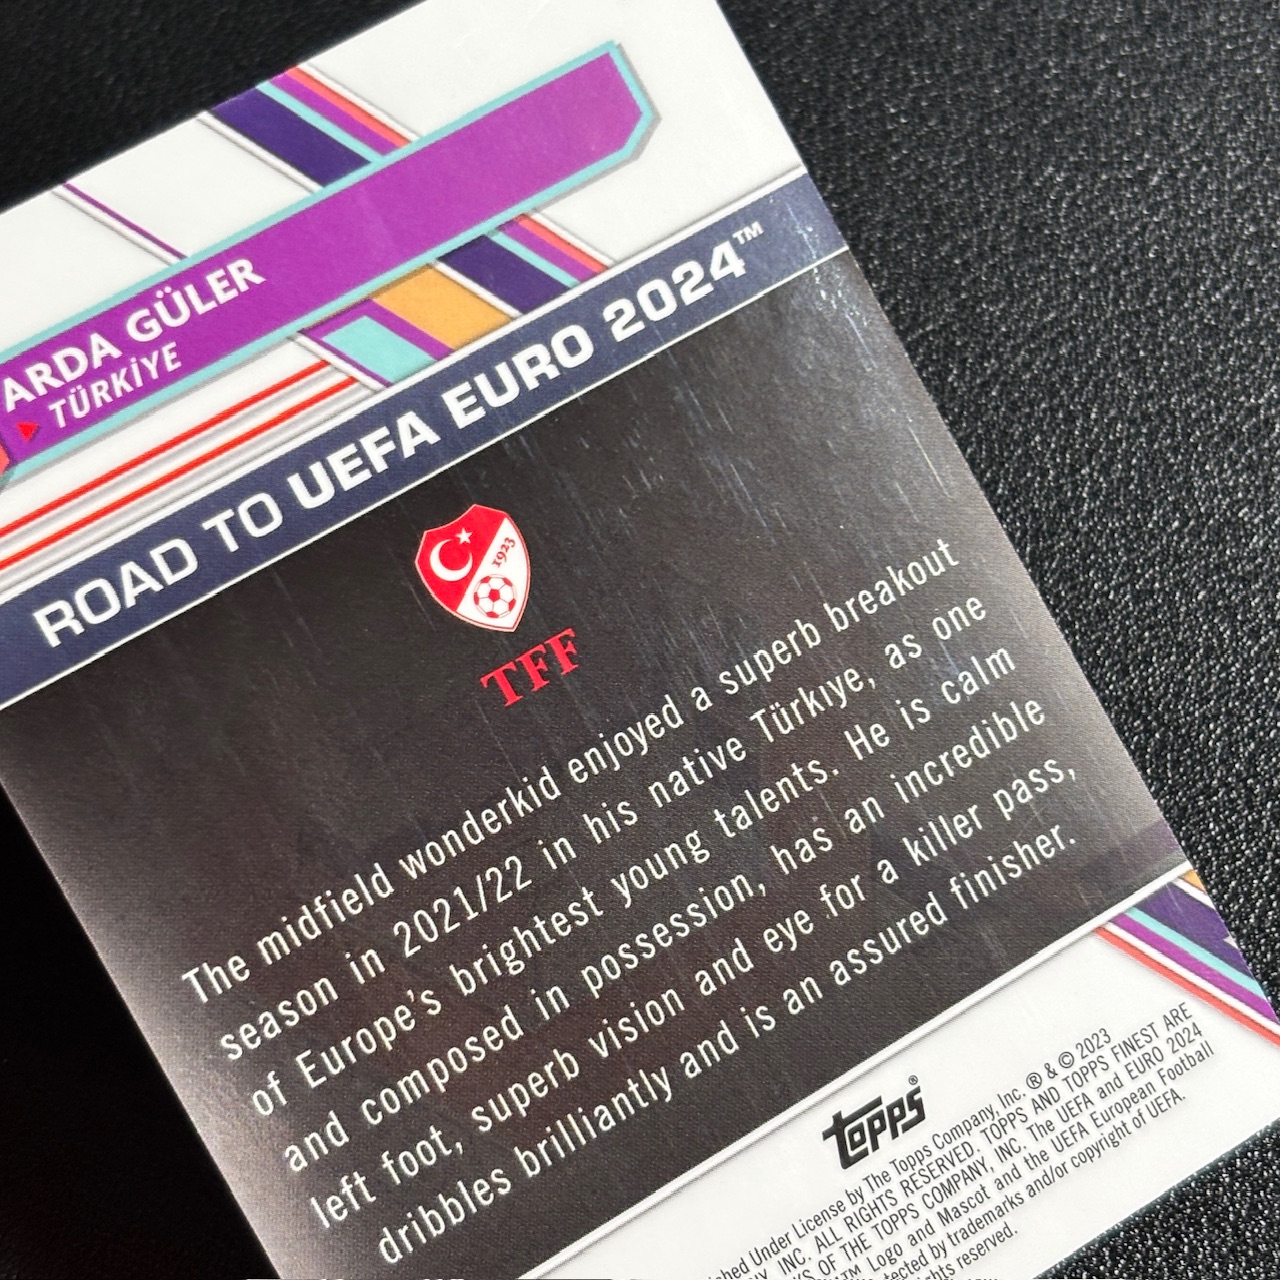 ARDA GÜLER
TÜRKİYE
ROAD TO UEFA EURO 2024™
1923
TFF
The midfield wonderkid enjoyed a superb breakout
season in 2021/22 in his native Türkıye, as one
of Europe's brightest young talents. He is calm
and composed in possession, has an incredible
left foot, superb vision and eye for a killer pass,
dribbles brilliantly and is an assured finisher.
topps®
Under License by The Topps Company, Inc. ® & © 2023
INC. ALL RIGHTS RESERVED. TOPPS AND TOPPS FINEST ARE
OF THE TOPPS COMPANY, INC. The UEFA and EURO 2024
Logo and Mascot and the UEFA European Football
by trademarks and/or copyright of UEFA.
reserved.